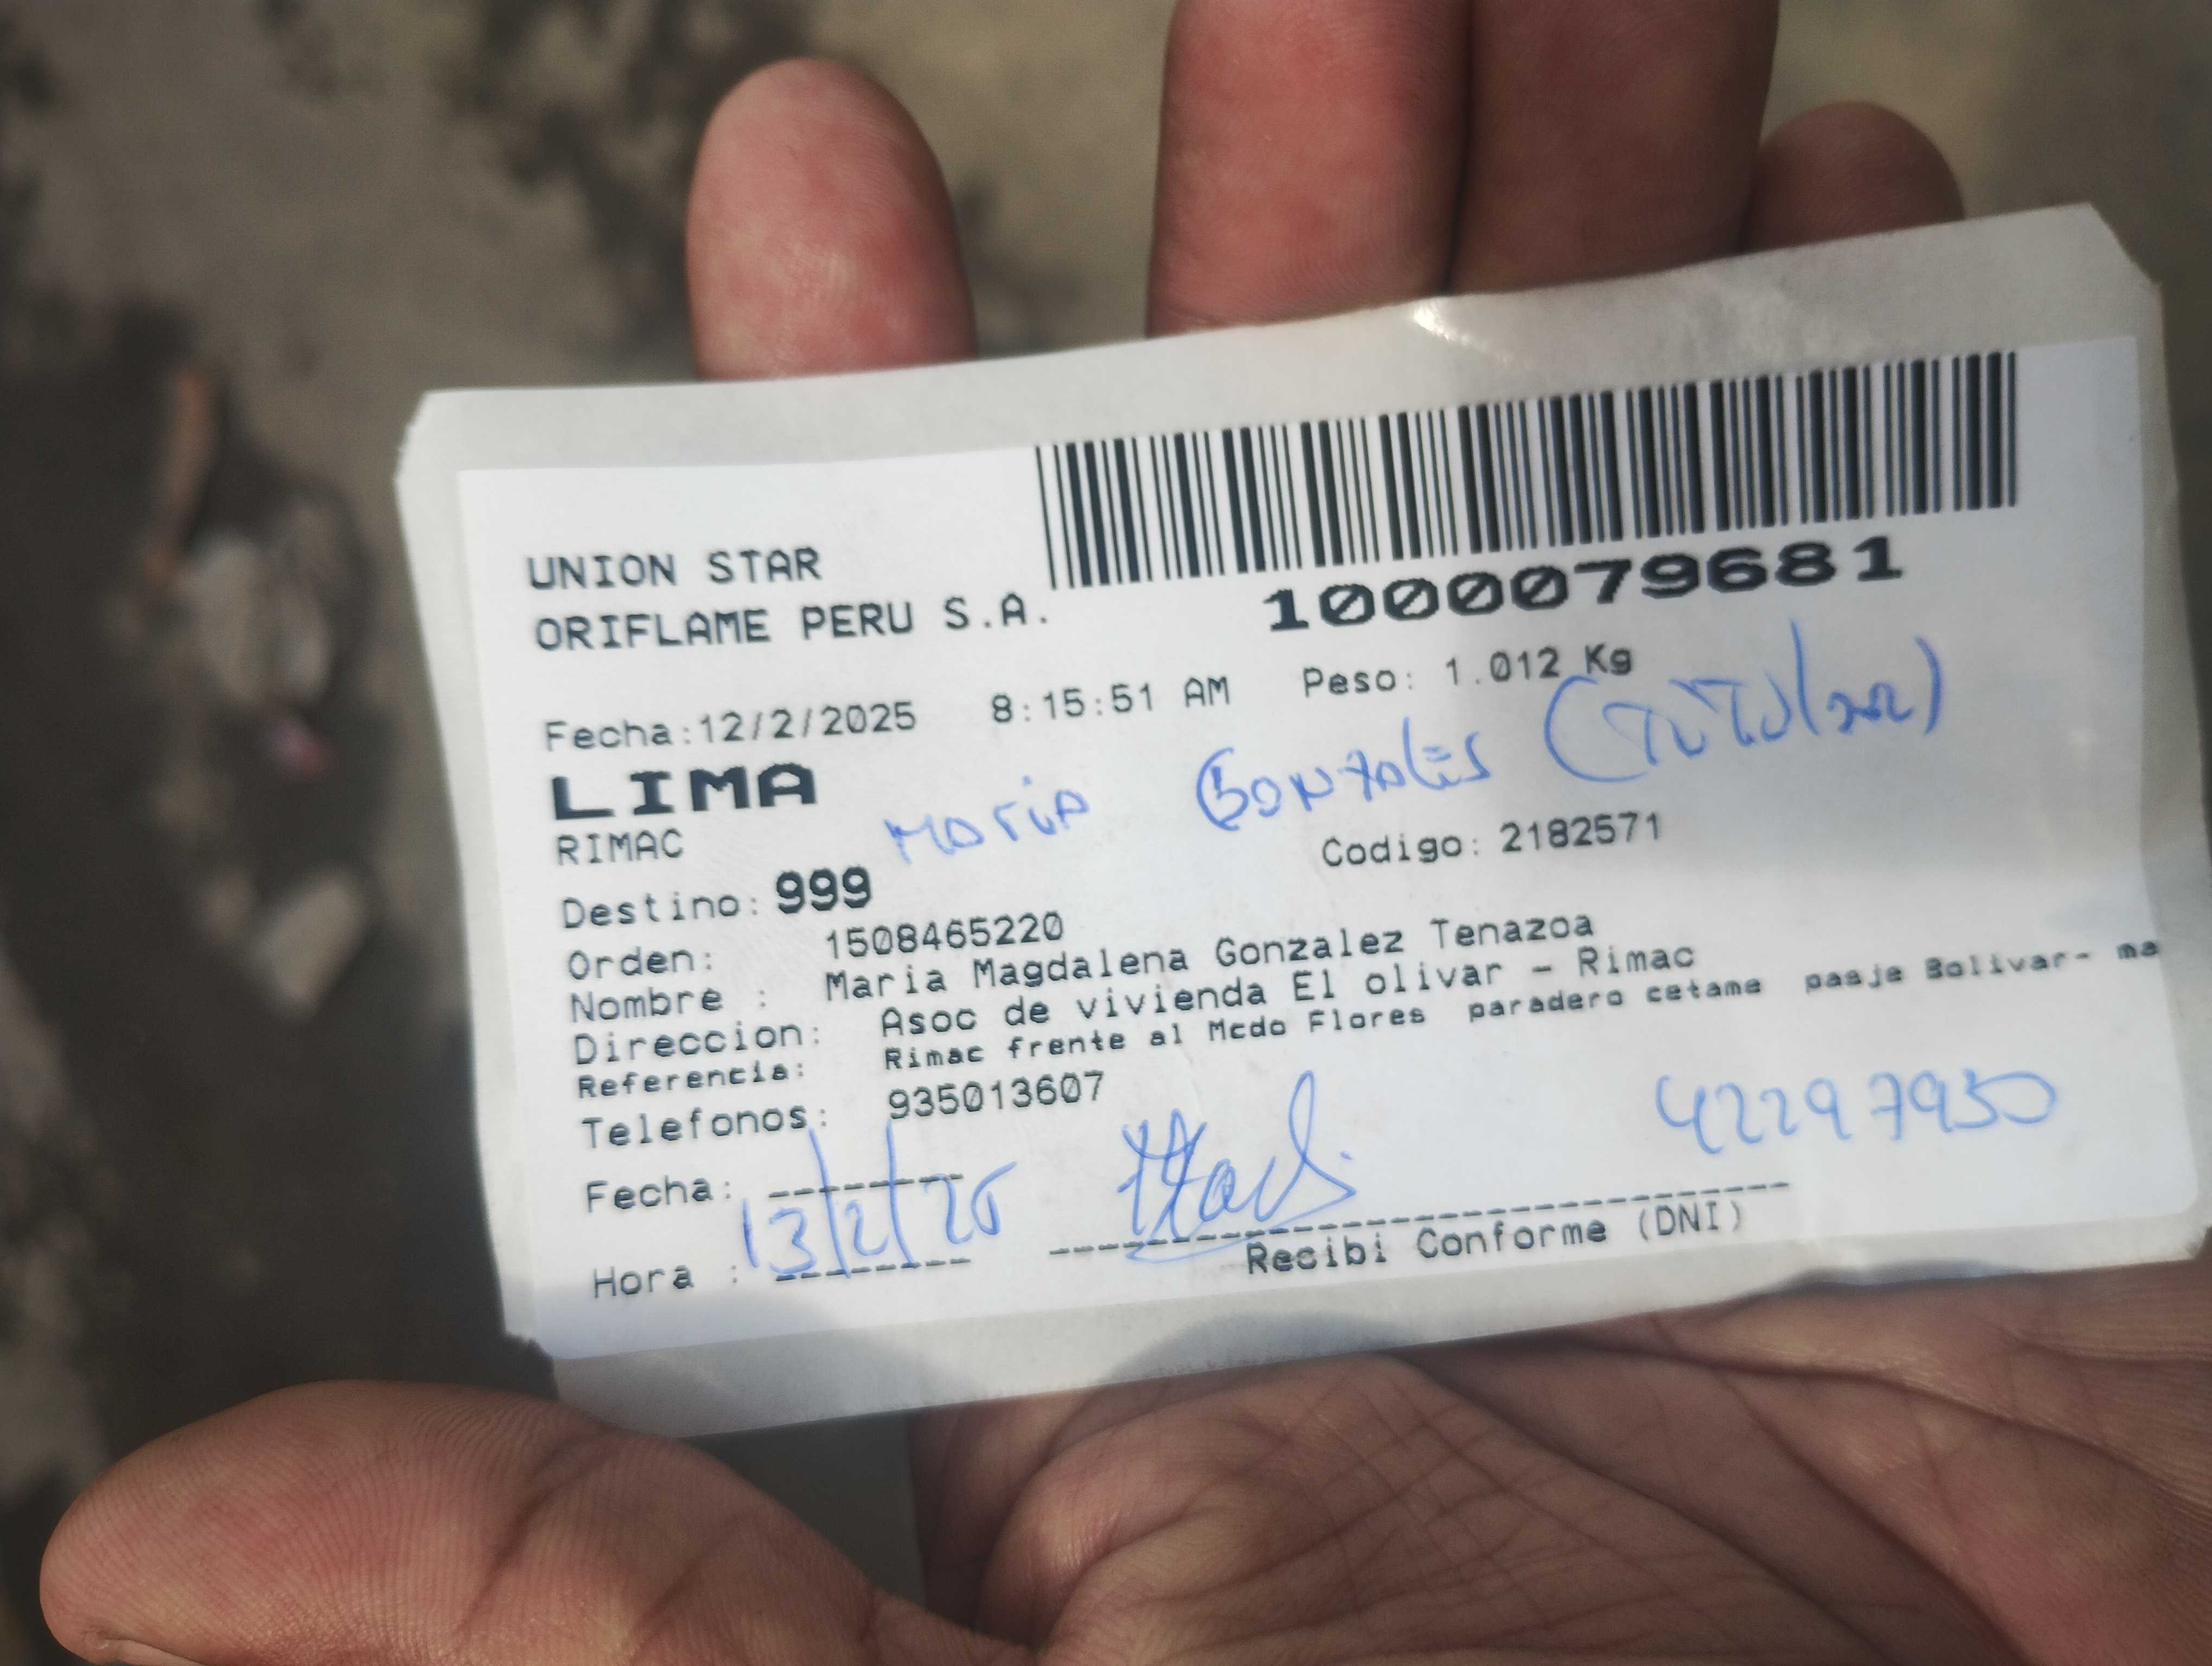 UNION STAR
ORIFLAME PERU S.A.
1000079681
Fecha:12/2/2025 8:15:51 AM Peso: 1.012 Kg
LIMA
Maria Gonzales (Titular)
RIMAC
Codigo: 2182571
Destino: 999
Orden: 1508465220
Nombre : Maria Magdalena Gonzalez Tenazoa
Direccion: Asoc de vivienda El olivar - Rimac
Referencia: Rimac frente al Mcdo Flores paradero cetame pasje Bolivar- ma
Telefonos: 935013607
42297950
Fecha: 13/2/25
Recibi Conforme (DNI)
Hora :